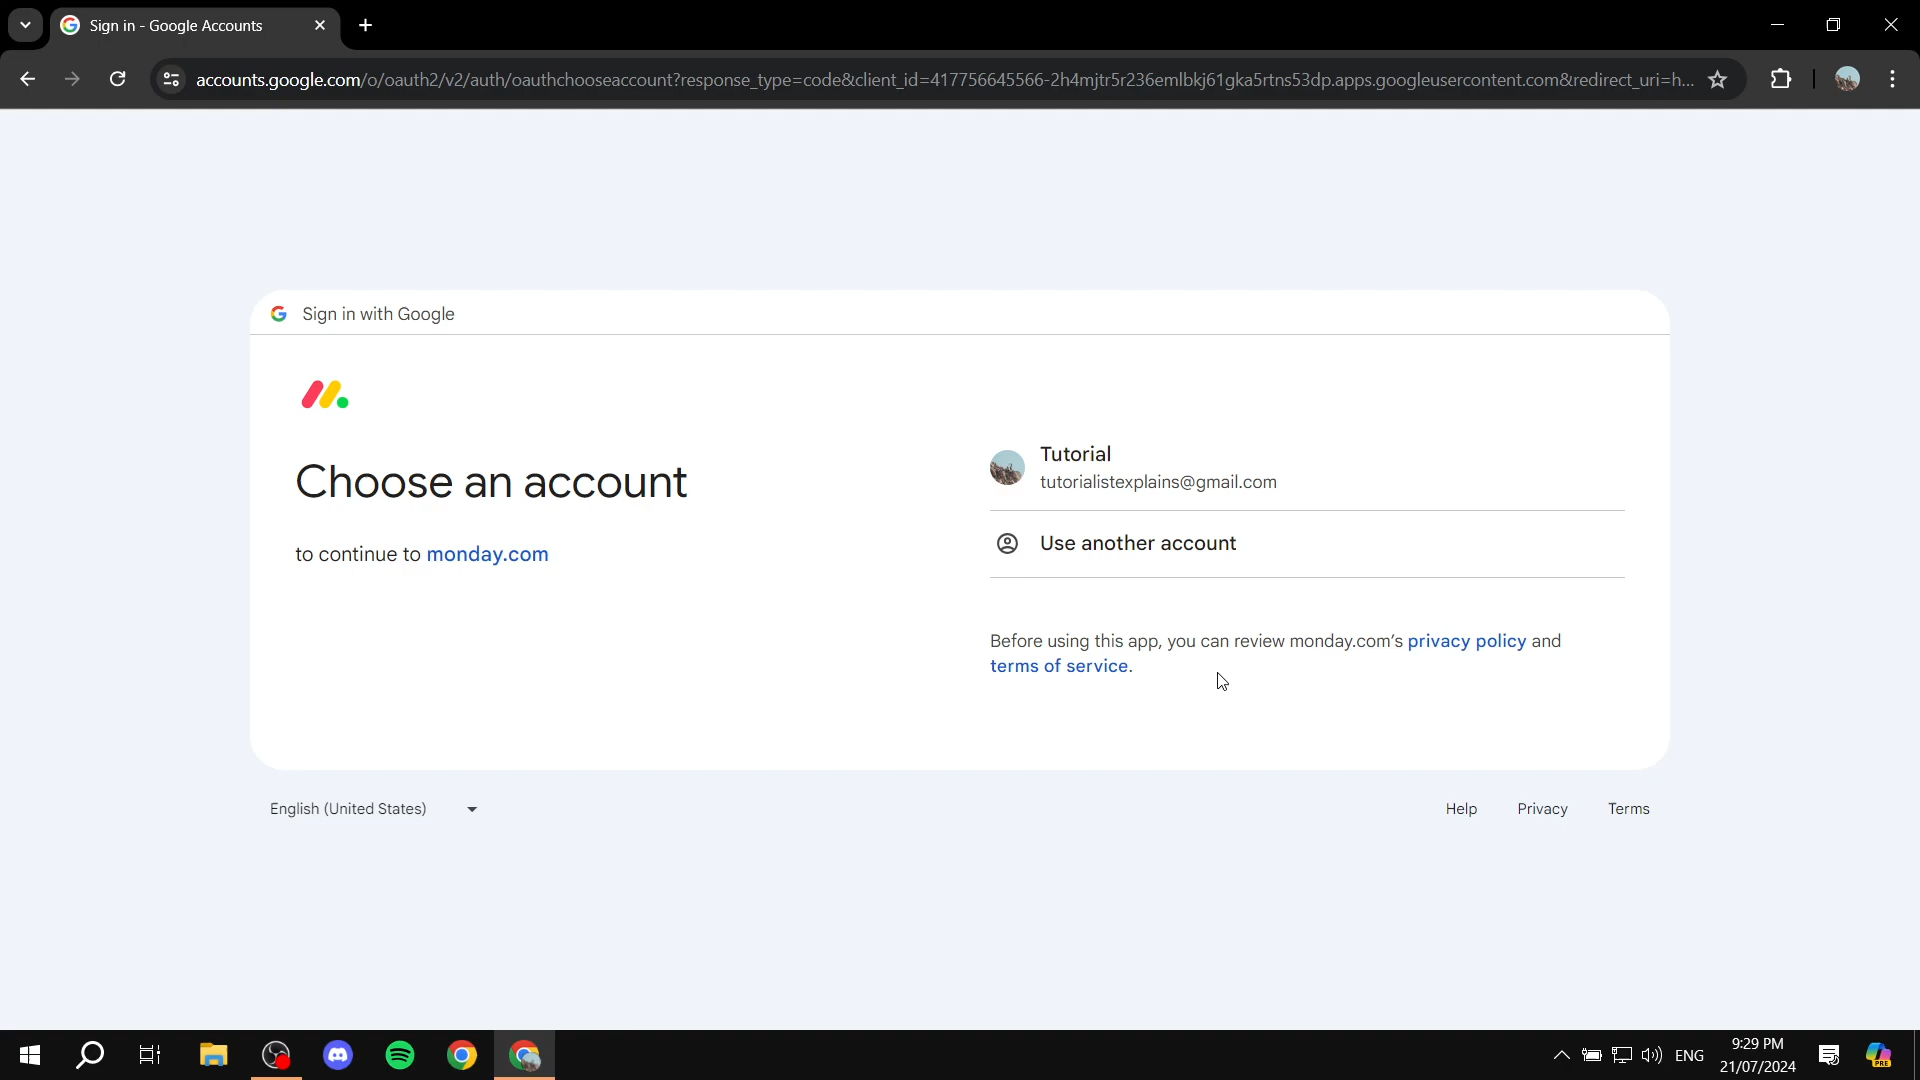 Sign in - Google Accounts
accounts.google.com/o/oauth2/v2/auth/oauthchooseaccount?response_type=code&client_id=417756645566-2h4mjtr5r236emlbkj61gka5rtns53dp.apps.googleusercontent.com&redirect_uri=h...
Sign in with Google
Choose an account
to continue to monday.com
Tutorial
tutorialistexplains@gmail.com
Use another account
Before using this app, you can review monday.com's privacy policy and
terms of service.
English (United States)
Help Privacy Terms
ENG
9:29 PM
21/07/2024
PRE